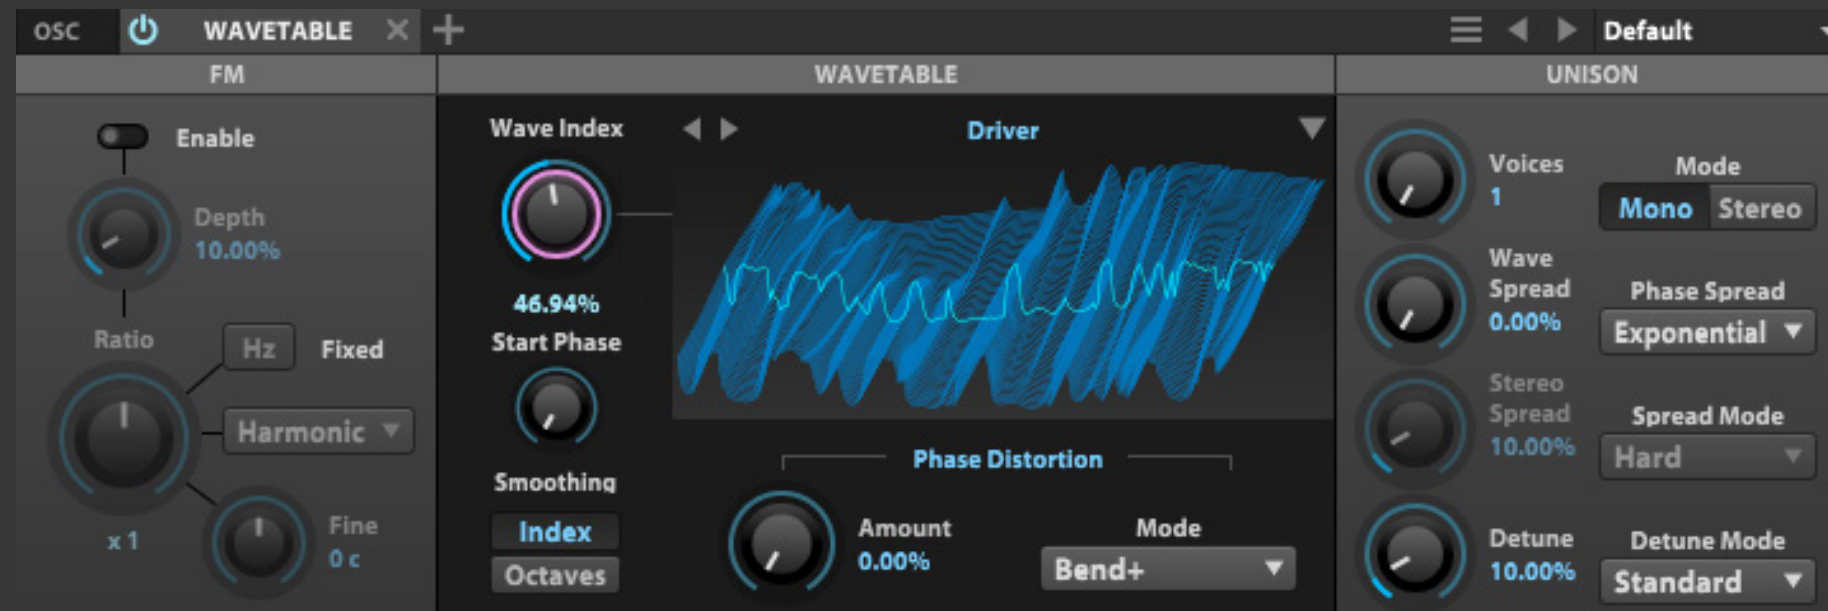 OSC WAVETABLE Default
FM WAVETABLE UNISON
Enable
Depth
10.00%
Ratio
Hz Fixed
Harmonic
x 1
Fine
0 c
Wave Index
46.94%
Start Phase
Smoothing
Index
Octaves
Driver
Phase Distortion
Amount
0.00%
Mode
Bend+
Voices
1
Mode
Mono Stereo
Wave
Spread
0.00%
Phase Spread
Exponential
Stereo
Spread
10.00%
Spread Mode
Hard
Detune
10.00%
Detune Mode
Standard